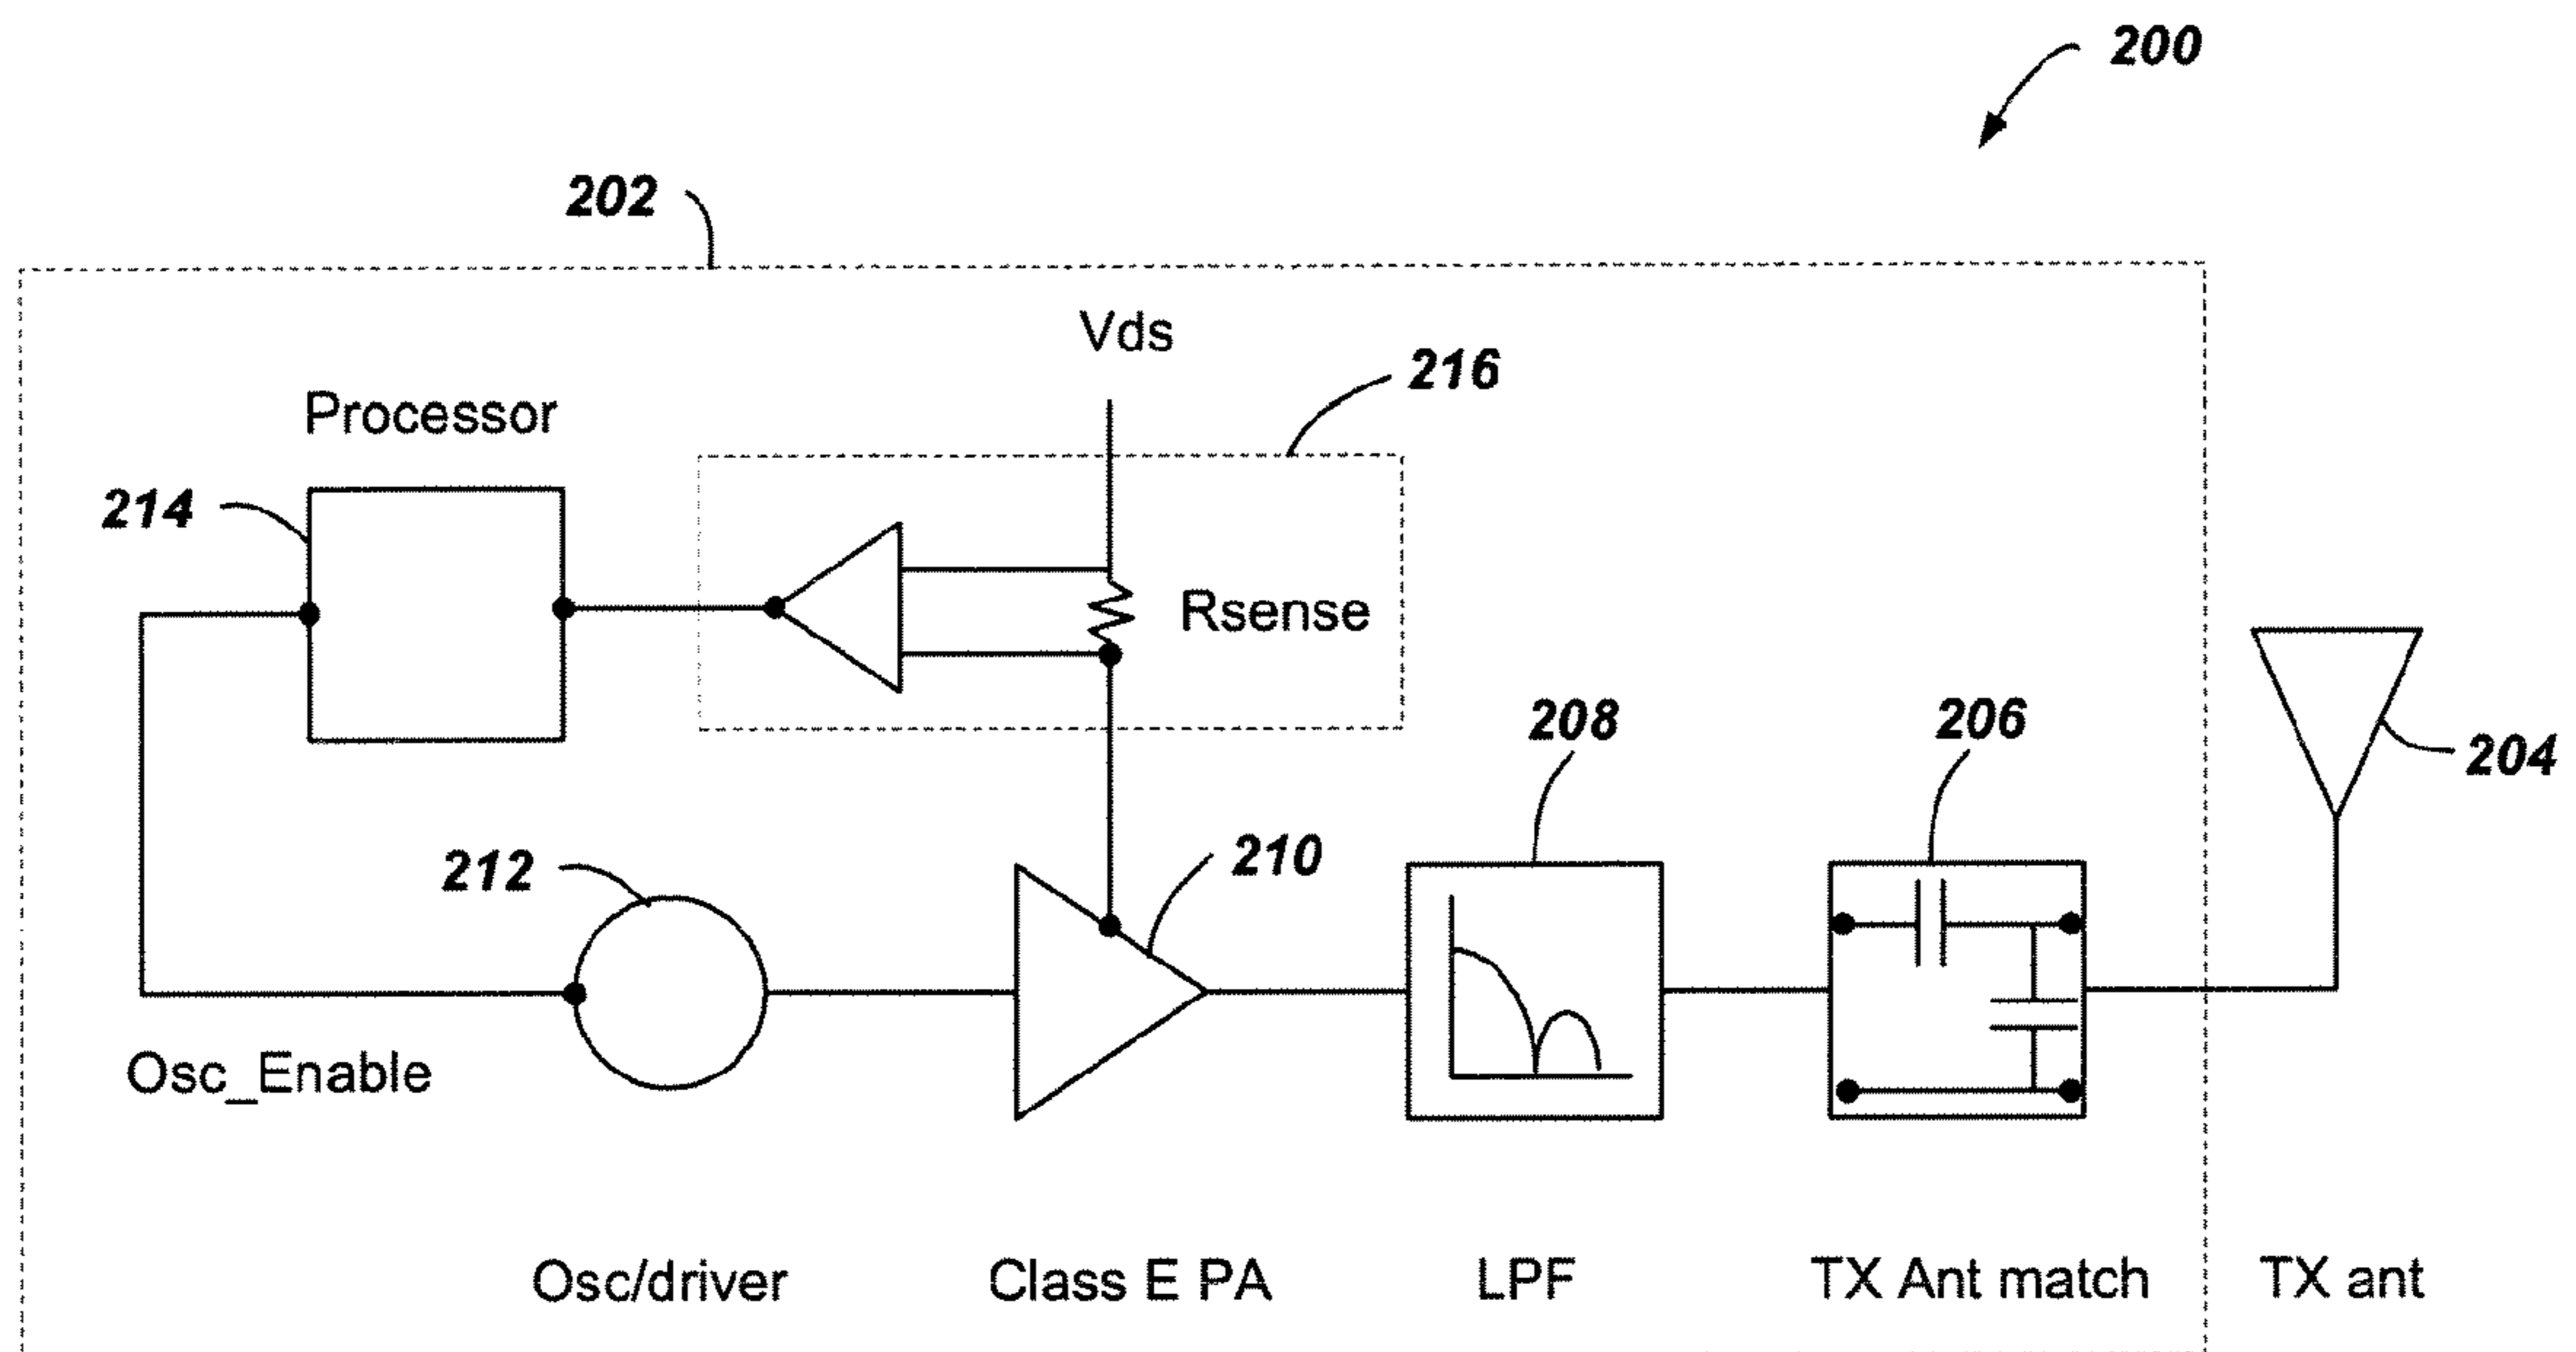 200
202
Vds
216
Processor
214
Rsense
208
206
204
212
210
Osc_Enable
Osc/driver
Class E PA
LPF
TX Ant match
TX ant